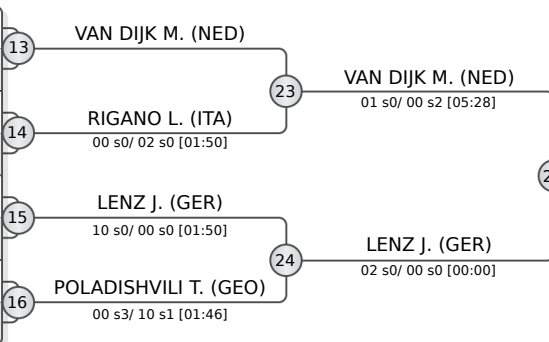 13
VAN DIJK M. (NED)
23
VAN DIJK M. (NED)
01 s0/ 00 s2 [05:28]
14
RIGANO L. (ITA)
00 s0/ 02 s0 [01:50]
15
LENZ J. (GER)
10 s0/ 00 s0 [01:50]
24
LENZ J. (GER)
02 s0/ 00 s0 [00:00]
16
POLADISHVILI T. (GEO)
00 s3/ 10 s1 [01:46]